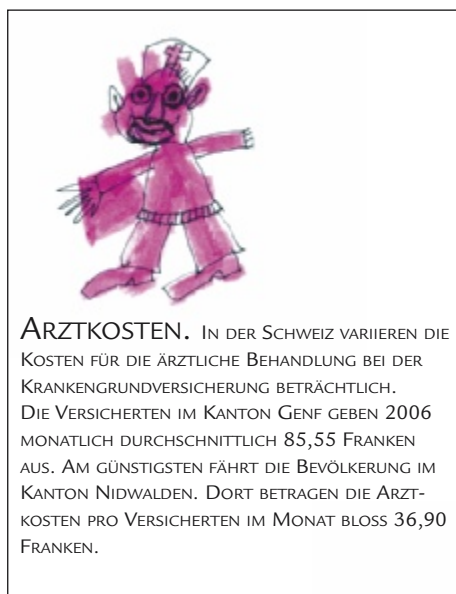 ARZTKOSTEN. IN DER SCHWEIZ VARIIEREN DIE
KOSTEN FÜR DIE ÄRZTLICHE BEHANDLUNG BEI DER
KRANKENGRUNDVERSICHERUNG BETRÄCHTLICH.
DIE VERSICHERTEN IM KANTON GENF GEBEN 2006
MONATLICH DURCHSCHNITTLICH 85,55 FRANKEN
AUS. AM GÜNSTIGSTEN FÄHRT DIE BEVÖLKERUNG IM
KANTON NIDWALDEN. DORT BETRAGEN DIE ARZT-
KOSTEN PRO VERSICHERTEN IM MONAT BLOSS 36,90
FRANKEN.